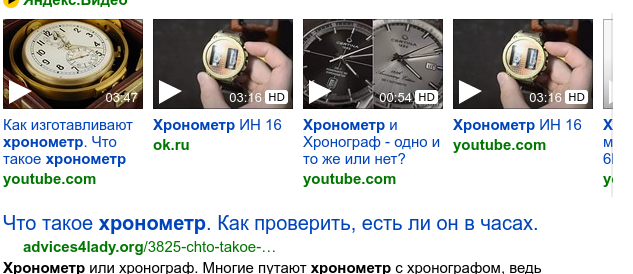 Яндекс.Видео
03:47
03:16 HD
00:54 HD
03:16 HD
Как изготавливают
хронометр. Что
такое хронометр
youtube.com
Хронометр ИН 16
ok.ru
Хронометр и
Хронограф - одно и
то же или нет?
youtube.com
Хронометр ИН 16
youtube.com
Что такое хронометр. Как проверить, есть ли он в часах.
advices4lady.org/3825-chto-takoe-…
Хронометр или хронограф. Многие путают хронометр с хронографом, ведь